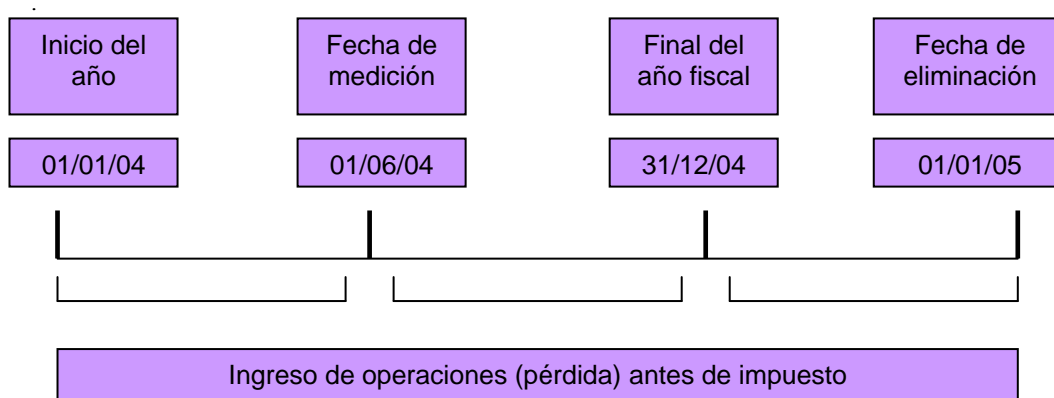 Inicio del
año
Fecha de
medición
Final del
año fiscal
Fecha de
eliminación
01/01/04
01/06/04
31/12/04
01/01/05
Ingreso de operaciones (pérdida) antes de impuesto